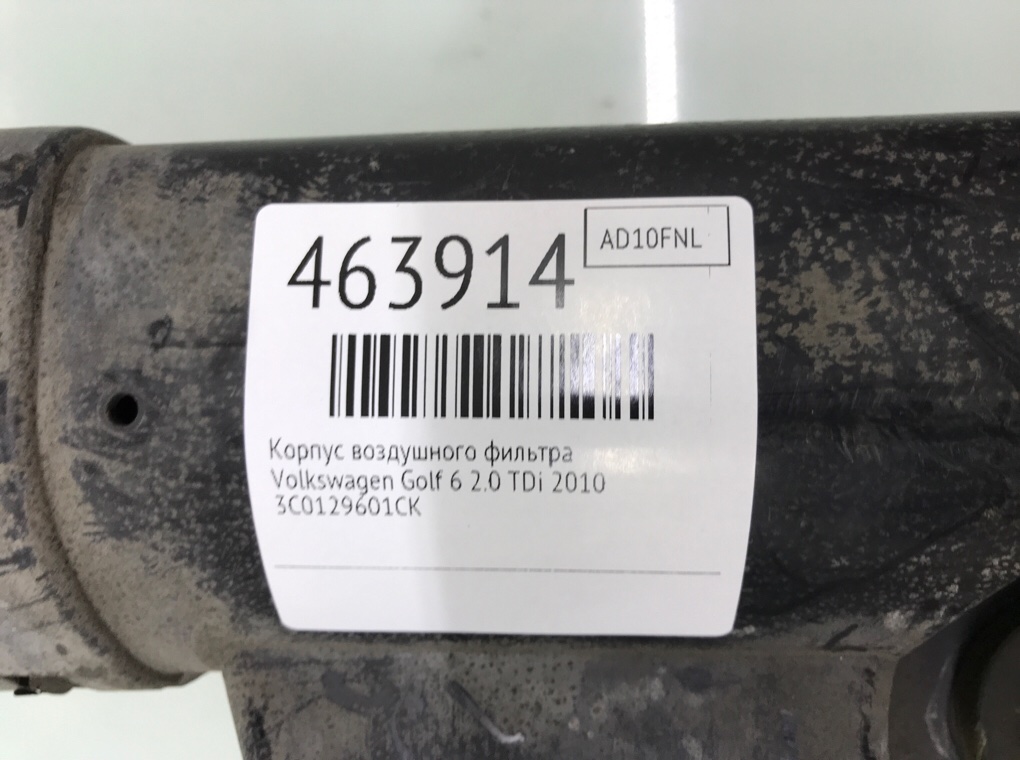 463914
AD10FNL
Корпус воздушного фильтра
Volkswagen Golf 6 2.0 TDi 2010
3C0129601CK